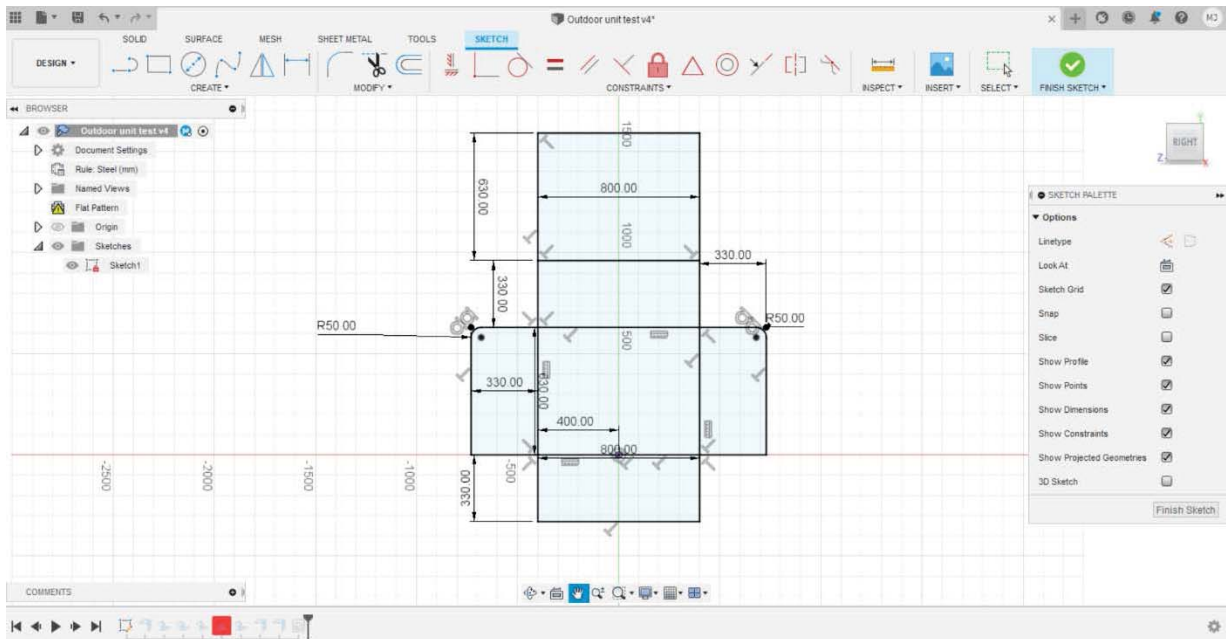 Outdoor unit test v4*
MJ
DESIGN
SOLID SURFACE MESH SHEET METAL TOOLS SKETCH
CREATE MODIFY CONSTRAINTS INSPECT INSERT SELECT FINISH SKETCH
BROWSER
Outdoor unit test v4
Document Settings
Rule: Steel (mm)
Named Views
Flat Pattern
Origin
Sketches
Sketch1
1500
630.00
800.00
1000
330.00
330.00
R50.00
R50.00
500
330.00
630.00
400.00
800.00
330.00
-2500
-2000
-1500
-1000
-500
RIGHT
Y
Z
X
SKETCH PALETTE
Options
Linetype
Look At
Sketch Grid
Snap
Slice
Show Profile
Show Points
Show Dimensions
Show Constraints
Show Projected Geometries
3D Sketch
Finish Sketch
COMMENTS